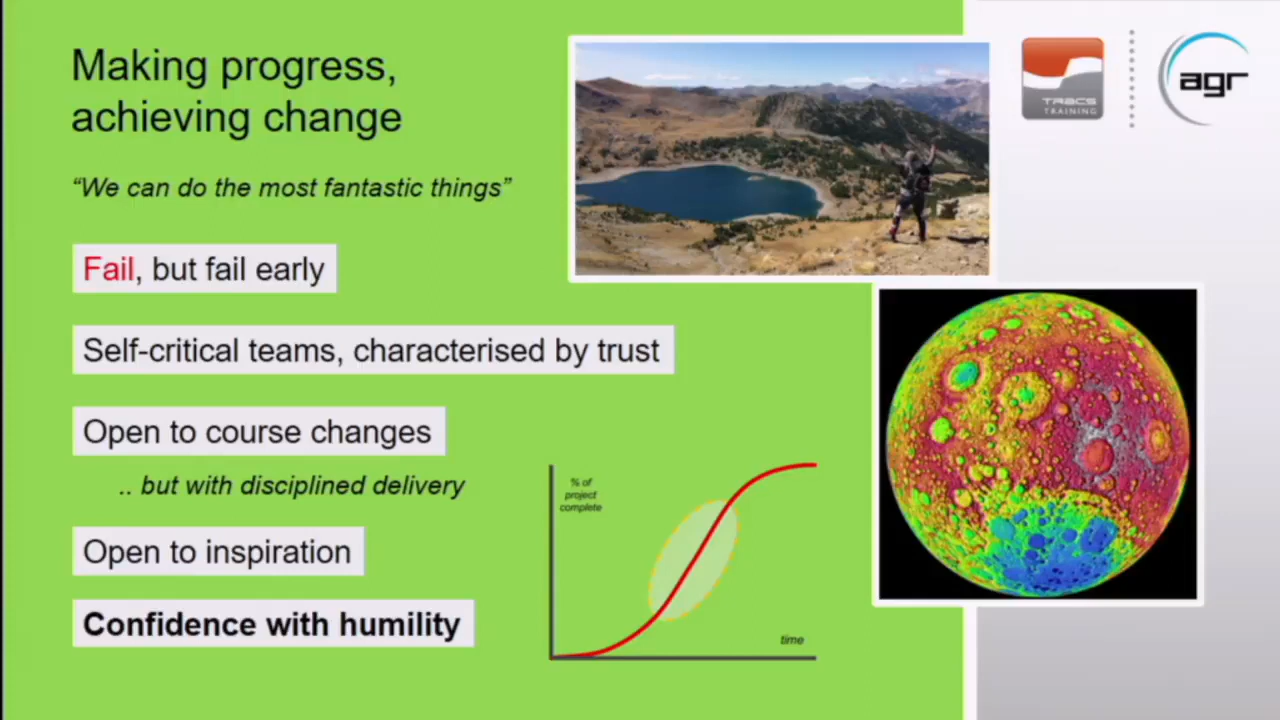 Making progress,
achieving change
“We can do the most fantastic things”
Fail, but fail early
Self-critical teams, characterised by trust
Open to course changes
.. but with disciplined delivery
Open to inspiration
Confidence with humility
% of
project
complete
time
TRACS
TRAINING
agr